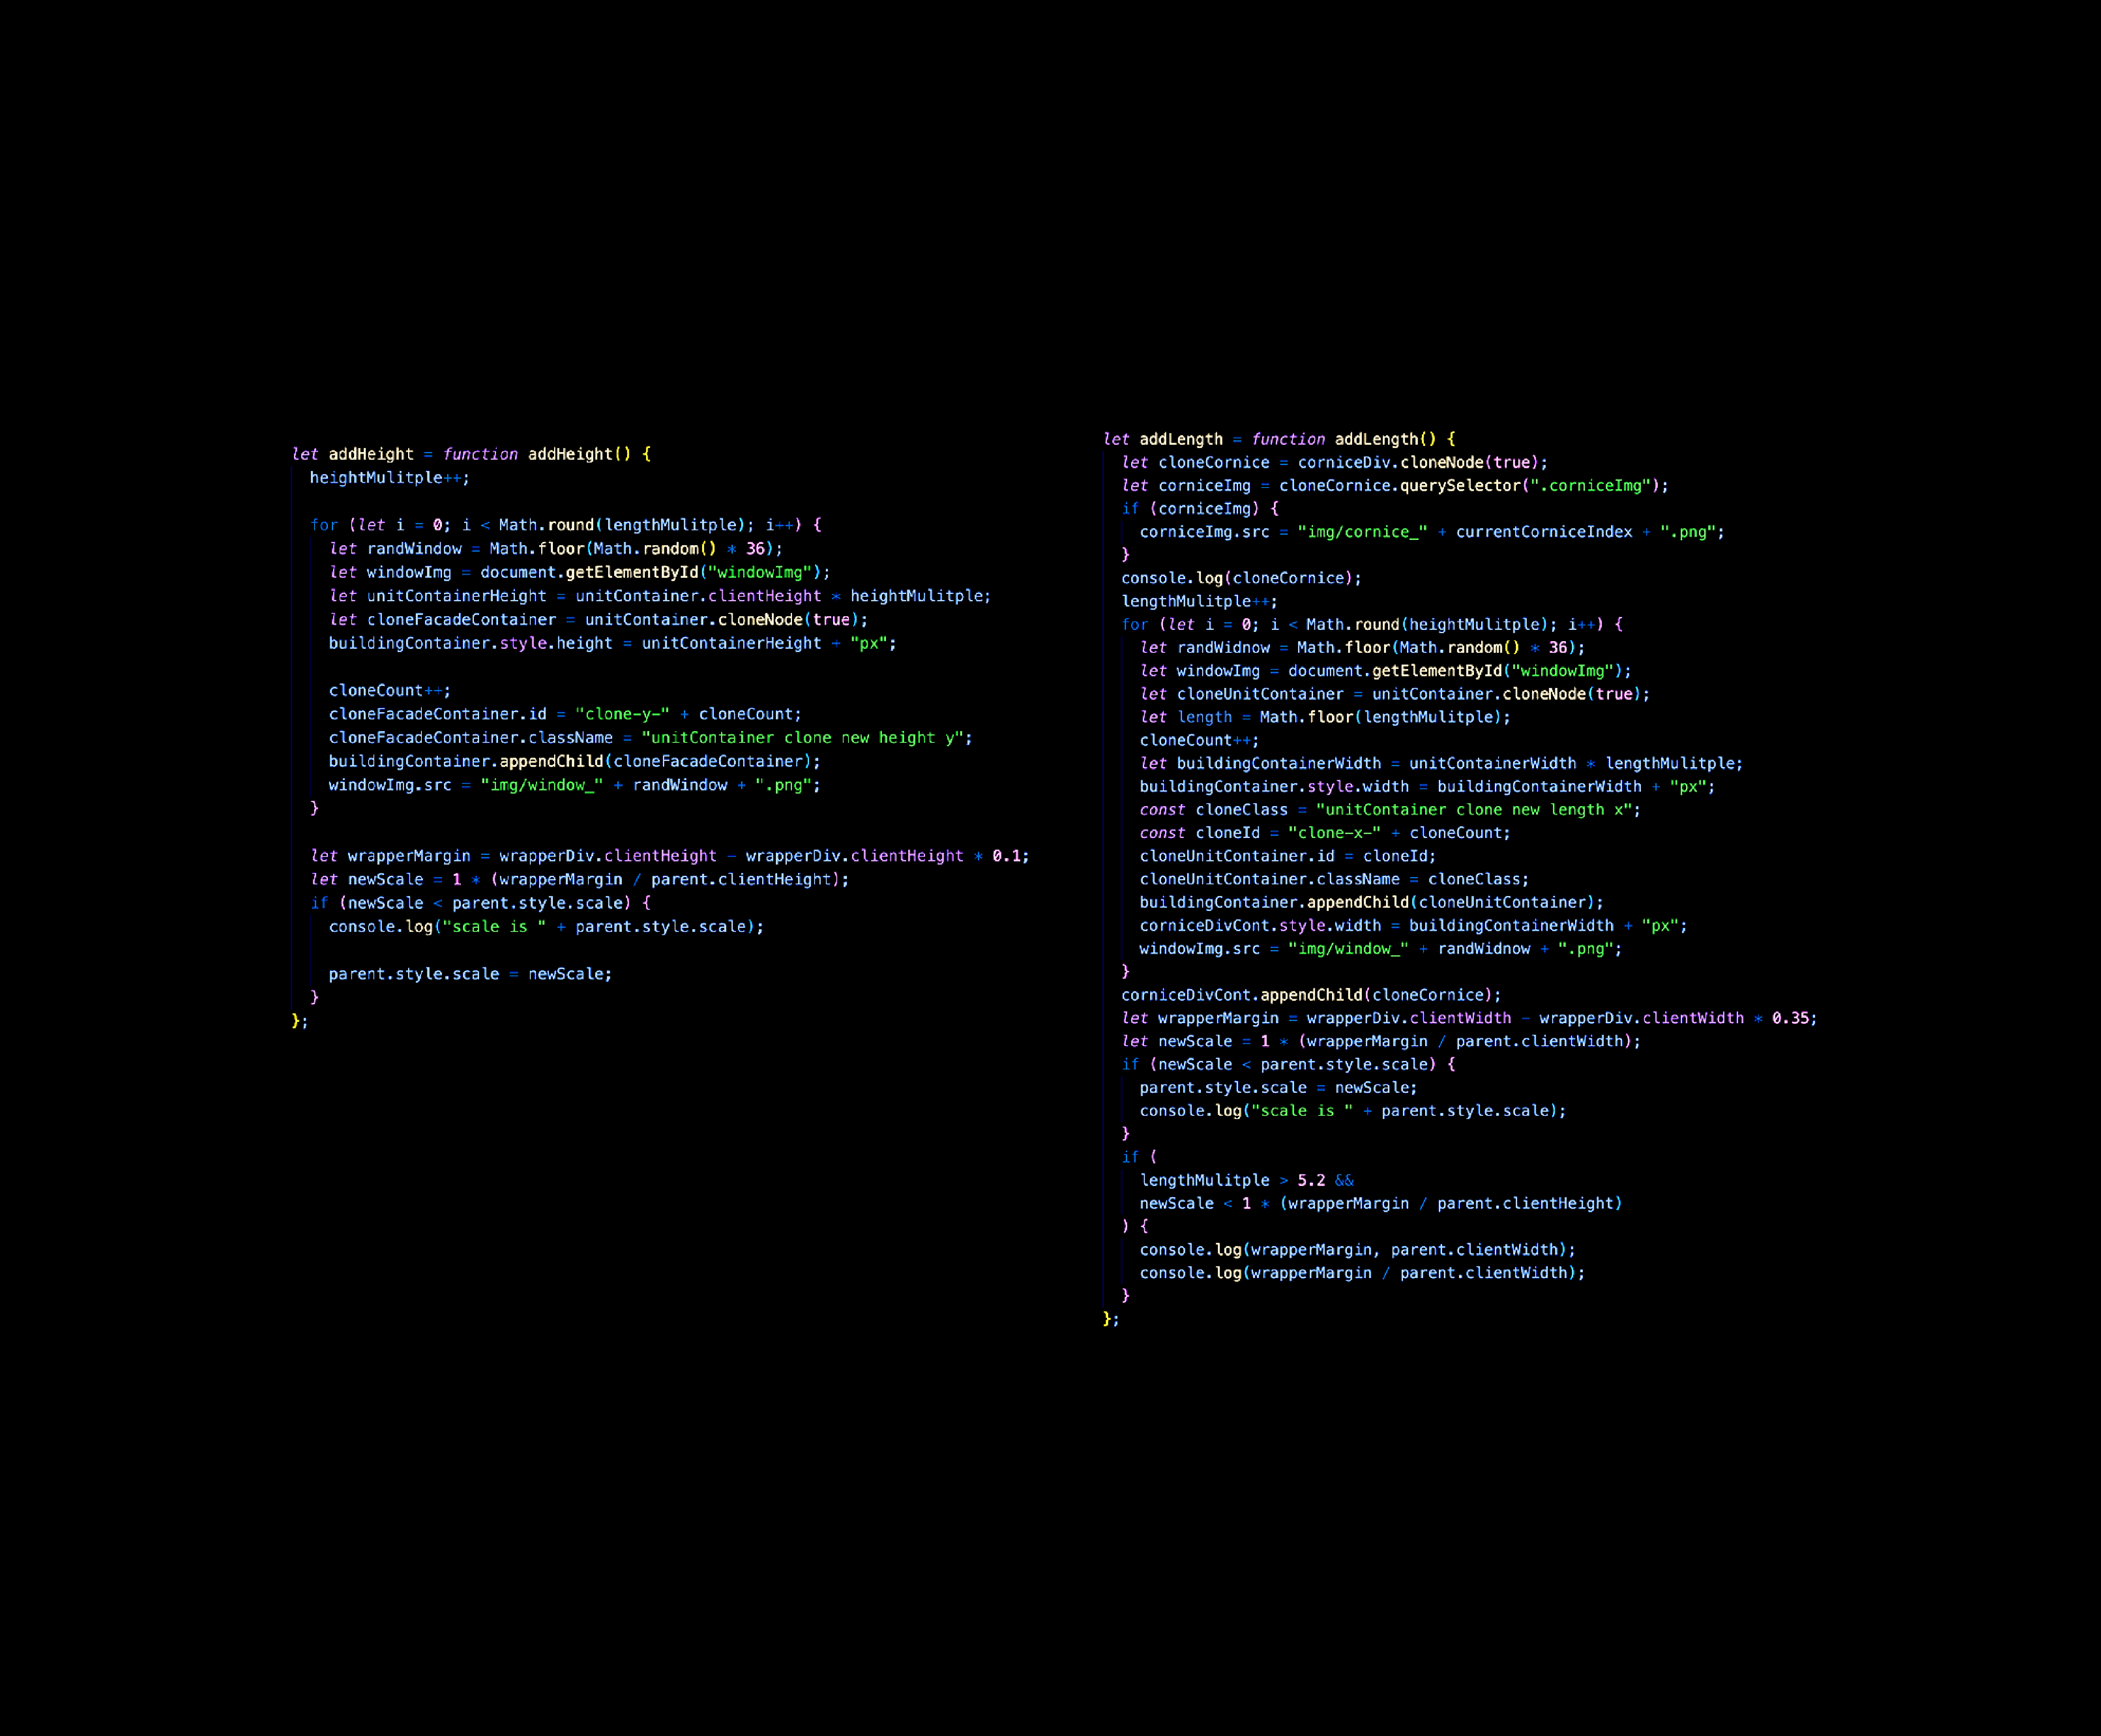 let addHeight = function addHeight() {
heightMulitple++;
for (let i = 0; i < Math.round(lengthMulitple); i++) {
let randWindow = Math.floor(Math.random() * 36);
let windowImg = document.getElementById("windowImg");
let unitContainerHeight = unitContainer.clientHeight * heightMulitple;
let cloneFacadeContainer = unitContainer.cloneNode(true);
buildingContainer.style.height = unitContainerHeight + "px";
cloneCount++;
cloneFacadeContainer.id = "clone-y-" + cloneCount;
cloneFacadeContainer.className = "unitContainer clone new height y";
buildingContainer.appendChild(cloneFacadeContainer);
windowImg.src = "img/window_" + randWindow + ".png";
}
let wrapperMargin = wrapperDiv.clientHeight - wrapperDiv.clientHeight * 0.1;
let newScale = 1 * (wrapperMargin / parent.clientHeight);
if (newScale < parent.style.scale) {
console.log("scale is " + parent.style.scale);
parent.style.scale = newScale;
}
};
let addLength = function addLength() {
let cloneCornice = corniceDiv.cloneNode(true);
let corniceImg = cloneCornice.querySelector(".corniceImg");
if (corniceImg) {
corniceImg.src = "img/cornice_" + currentCorniceIndex + ".png";
}
console.log(cloneCornice);
lengthMulitple++;
for (let i = 0; i < Math.round(heightMulitple); i++) {
let randWidnow = Math.floor(Math.random() * 36);
let windowImg = document.getElementById("windowImg");
let cloneUnitContainer = unitContainer.cloneNode(true);
let length = Math.floor(lengthMulitple);
cloneCount++;
let buildingContainerWidth = unitContainerWidth * lengthMulitple;
buildingContainer.style.width = buildingContainerWidth + "px";
const cloneClass = "unitContainer clone new length x";
const cloneId = "clone-x-" + cloneCount;
cloneUnitContainer.id = cloneId;
cloneUnitContainer.className = cloneClass;
buildingContainer.appendChild(cloneUnitContainer);
corniceDivCont.style.width = buildingContainerWidth + "px";
windowImg.src = "img/window_" + randWidnow + ".png";
}
corniceDivCont.appendChild(cloneCornice);
let wrapperMargin = wrapperDiv.clientWidth - wrapperDiv.clientWidth * 0.35;
let newScale = 1 * (wrapperMargin / parent.clientWidth);
if (newScale < parent.style.scale) {
parent.style.scale = newScale;
console.log("scale is " + parent.style.scale);
}
if (
lengthMulitple > 5.2 &&
newScale < 1 * (wrapperMargin / parent.clientHeight)
) {
console.log(wrapperMargin, parent.clientWidth);
console.log(wrapperMargin / parent.clientWidth);
}
};